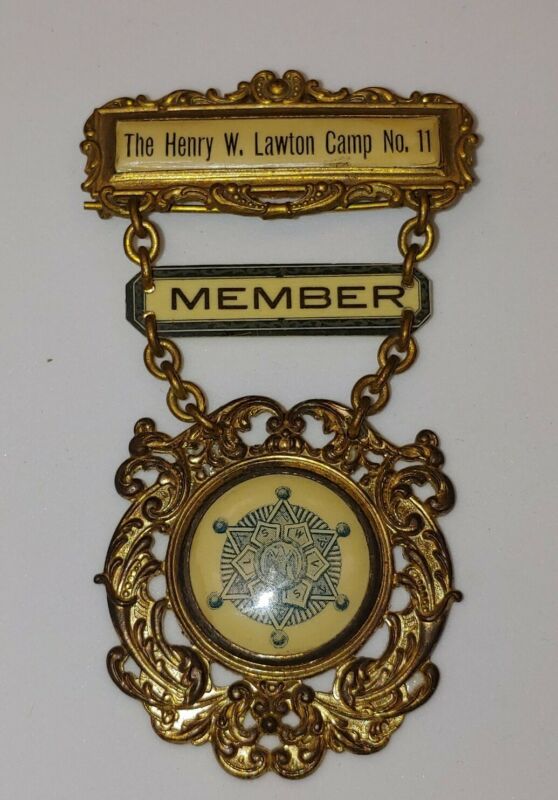 The Henry W. Lawton Camp No. 11
MEMBER
S W V S L